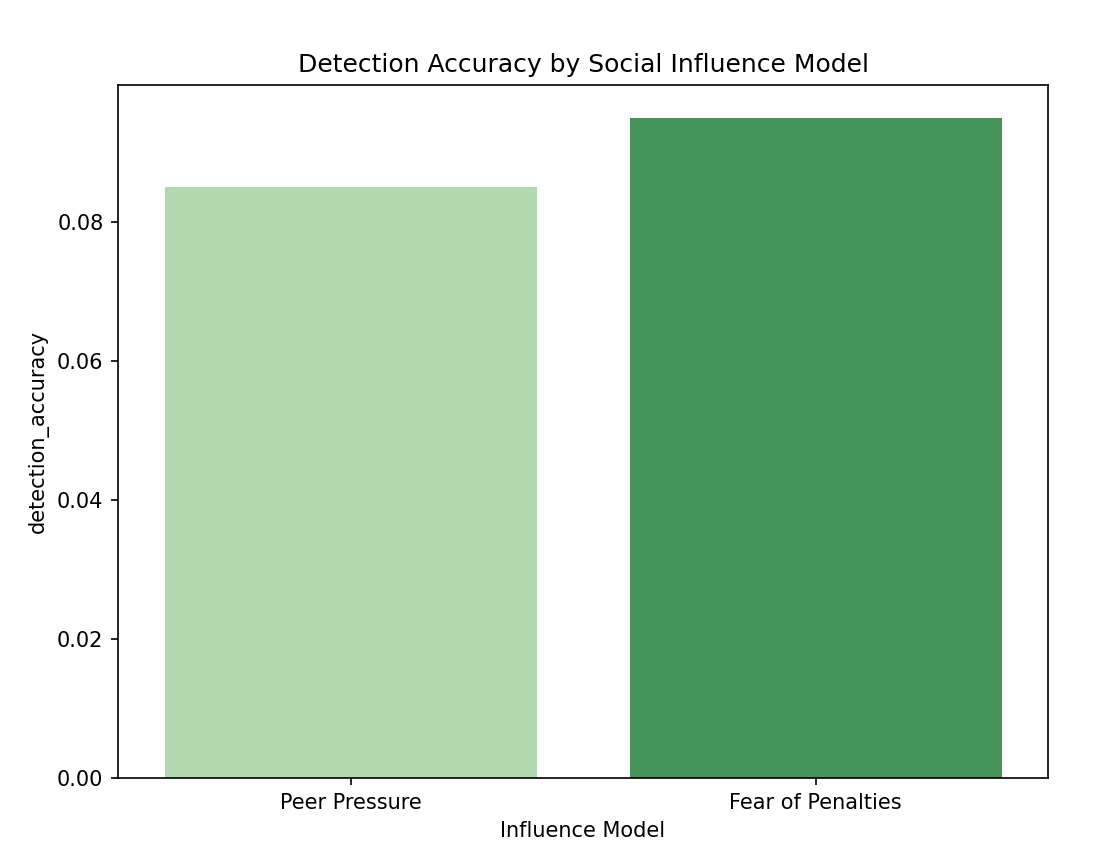 Detection Accuracy by Social Influence Model
detection_accuracy
0.08
0.06
0.04
0.02
0.00
Peer Pressure
Fear of Penalties
Influence Model